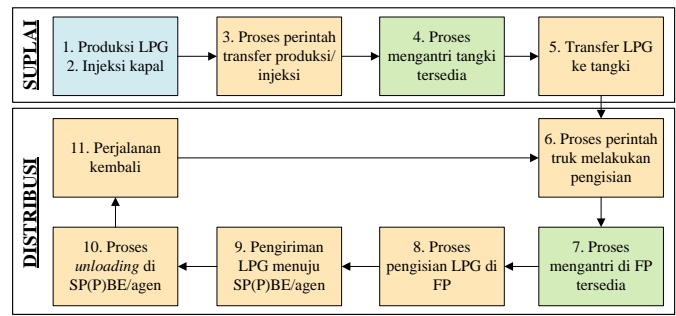 SUPLAI
1. Produksi LPG
2. Injeksi kapal
3. Proses perintah
transfer produksi/
injeksi
4. Proses
mengantri tangki
tersedia
5. Transfer LPG
ke tangki
DISTRIBUSI
6. Proses perintah
truk melakukan
pengisian
7. Proses
mengantri di FP
tersedia
8. Proses
pengisian LPG di
FP
9. Pengiriman
LPG menuju
SP(P)BE/agen
10. Proses
unloading di
SP(P)BE/agen
11. Perjalanan
kembali